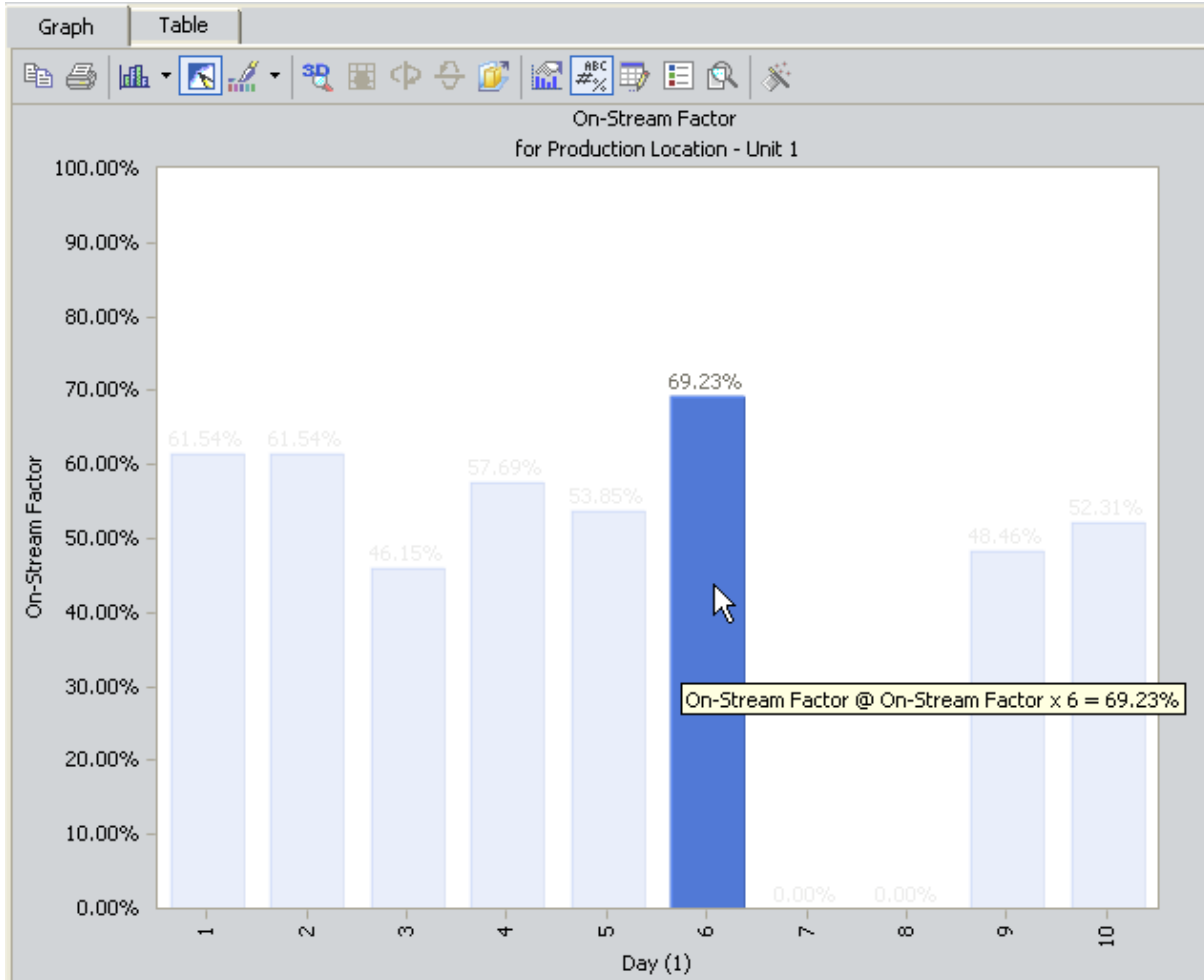 Graph Table
3D ABC #%
On-Stream Factor
for Production Location - Unit 1
100.00%
90.00%
80.00%
70.00%
60.00%
50.00%
40.00%
30.00%
20.00%
10.00%
0.00%
On-Stream Factor
61.54% 61.54% 46.15% 57.69% 53.85% 69.23% 0.00% 0.00% 48.46% 52.31%
On-Stream Factor @ On-Stream Factor x 6 = 69.23%
1 2 3 4 5 6 7 8 9 10
Day (1)